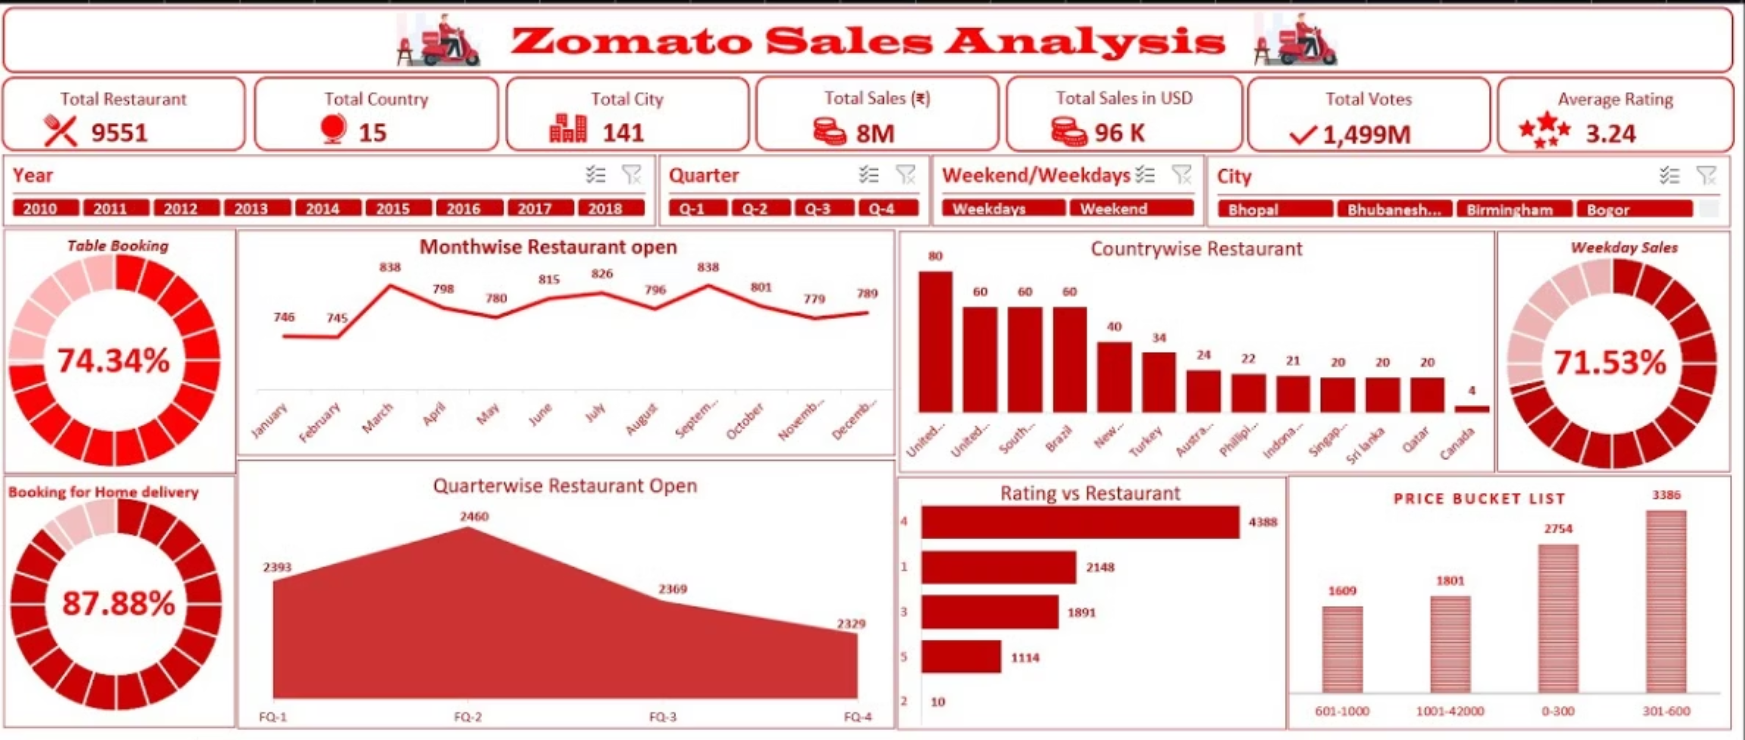 Zomato Sales Analysis
Total Restaurant
9551
Total Country
15
Total City
141
Total Sales (₹)
8M
Total Sales in USD
96 K
Total Votes
1,499M
Average Rating
3.24
Year
2010 2011 2012 2013 2014 2015 2016 2017 2018
Quarter
Q-1 Q-2 Q-3 Q-4
Weekend/Weekdays
Weekdays Weekend
City
Bhopal Bhubanesh... Birmingham Bogor
Table Booking
74.34%
Monthwise Restaurant open
746 745 838 798 780 815 826 796 838 801 779 789
January February March April May June July August Septem... October Novemb... Decemb...
Countrywise Restaurant
80 60 60 60 40 34 24 22 21 20 20 20 4
United... United... South... Brazil New... Turkey Austra... Phillipi... Indona... Singap... Sri lanka Qatar Canada
Weekday Sales
71.53%
Booking for Home delivery
87.88%
Quarterwise Restaurant Open
2393 2460 2369 2329
FQ-1 FQ-2 FQ-3 FQ-4
Rating vs Restaurant
4 4388
1 2148
3 1891
5 1114
2 10
PRICE BUCKET LIST
1609 1801 2754 3386
601-1000 1001-42000 0-300 301-600